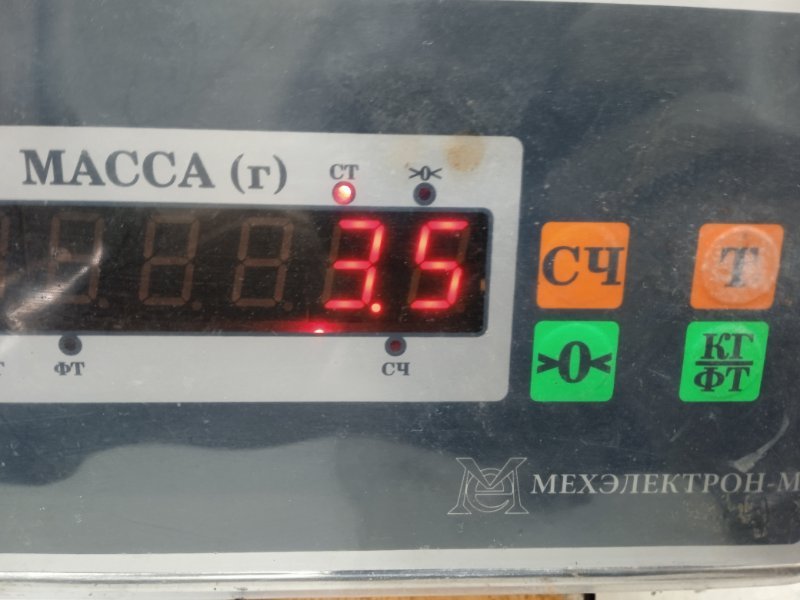 МАССА (г)
СТ
>0<
3.5
ФТ
СЧ
СЧ
Т
>0<
КГ
ФТ
МЕХЭЛЕКТРОН-М